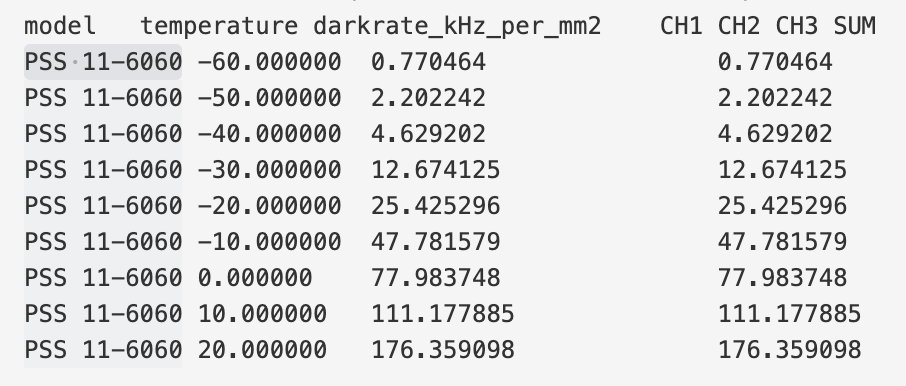 model temperature darkrate_kHz_per_mm2 CH1 CH2 CH3 SUM
PSS 11-6060 -60.000000 0.770464 0.770464
PSS 11-6060 -50.000000 2.202242 2.202242
PSS 11-6060 -40.000000 4.629202 4.629202
PSS 11-6060 -30.000000 12.674125 12.674125
PSS 11-6060 -20.000000 25.425296 25.425296
PSS 11-6060 -10.000000 47.781579 47.781579
PSS 11-6060 0.000000 77.983748 77.983748
PSS 11-6060 10.000000 111.177885 111.177885
PSS 11-6060 20.000000 176.359098 176.359098